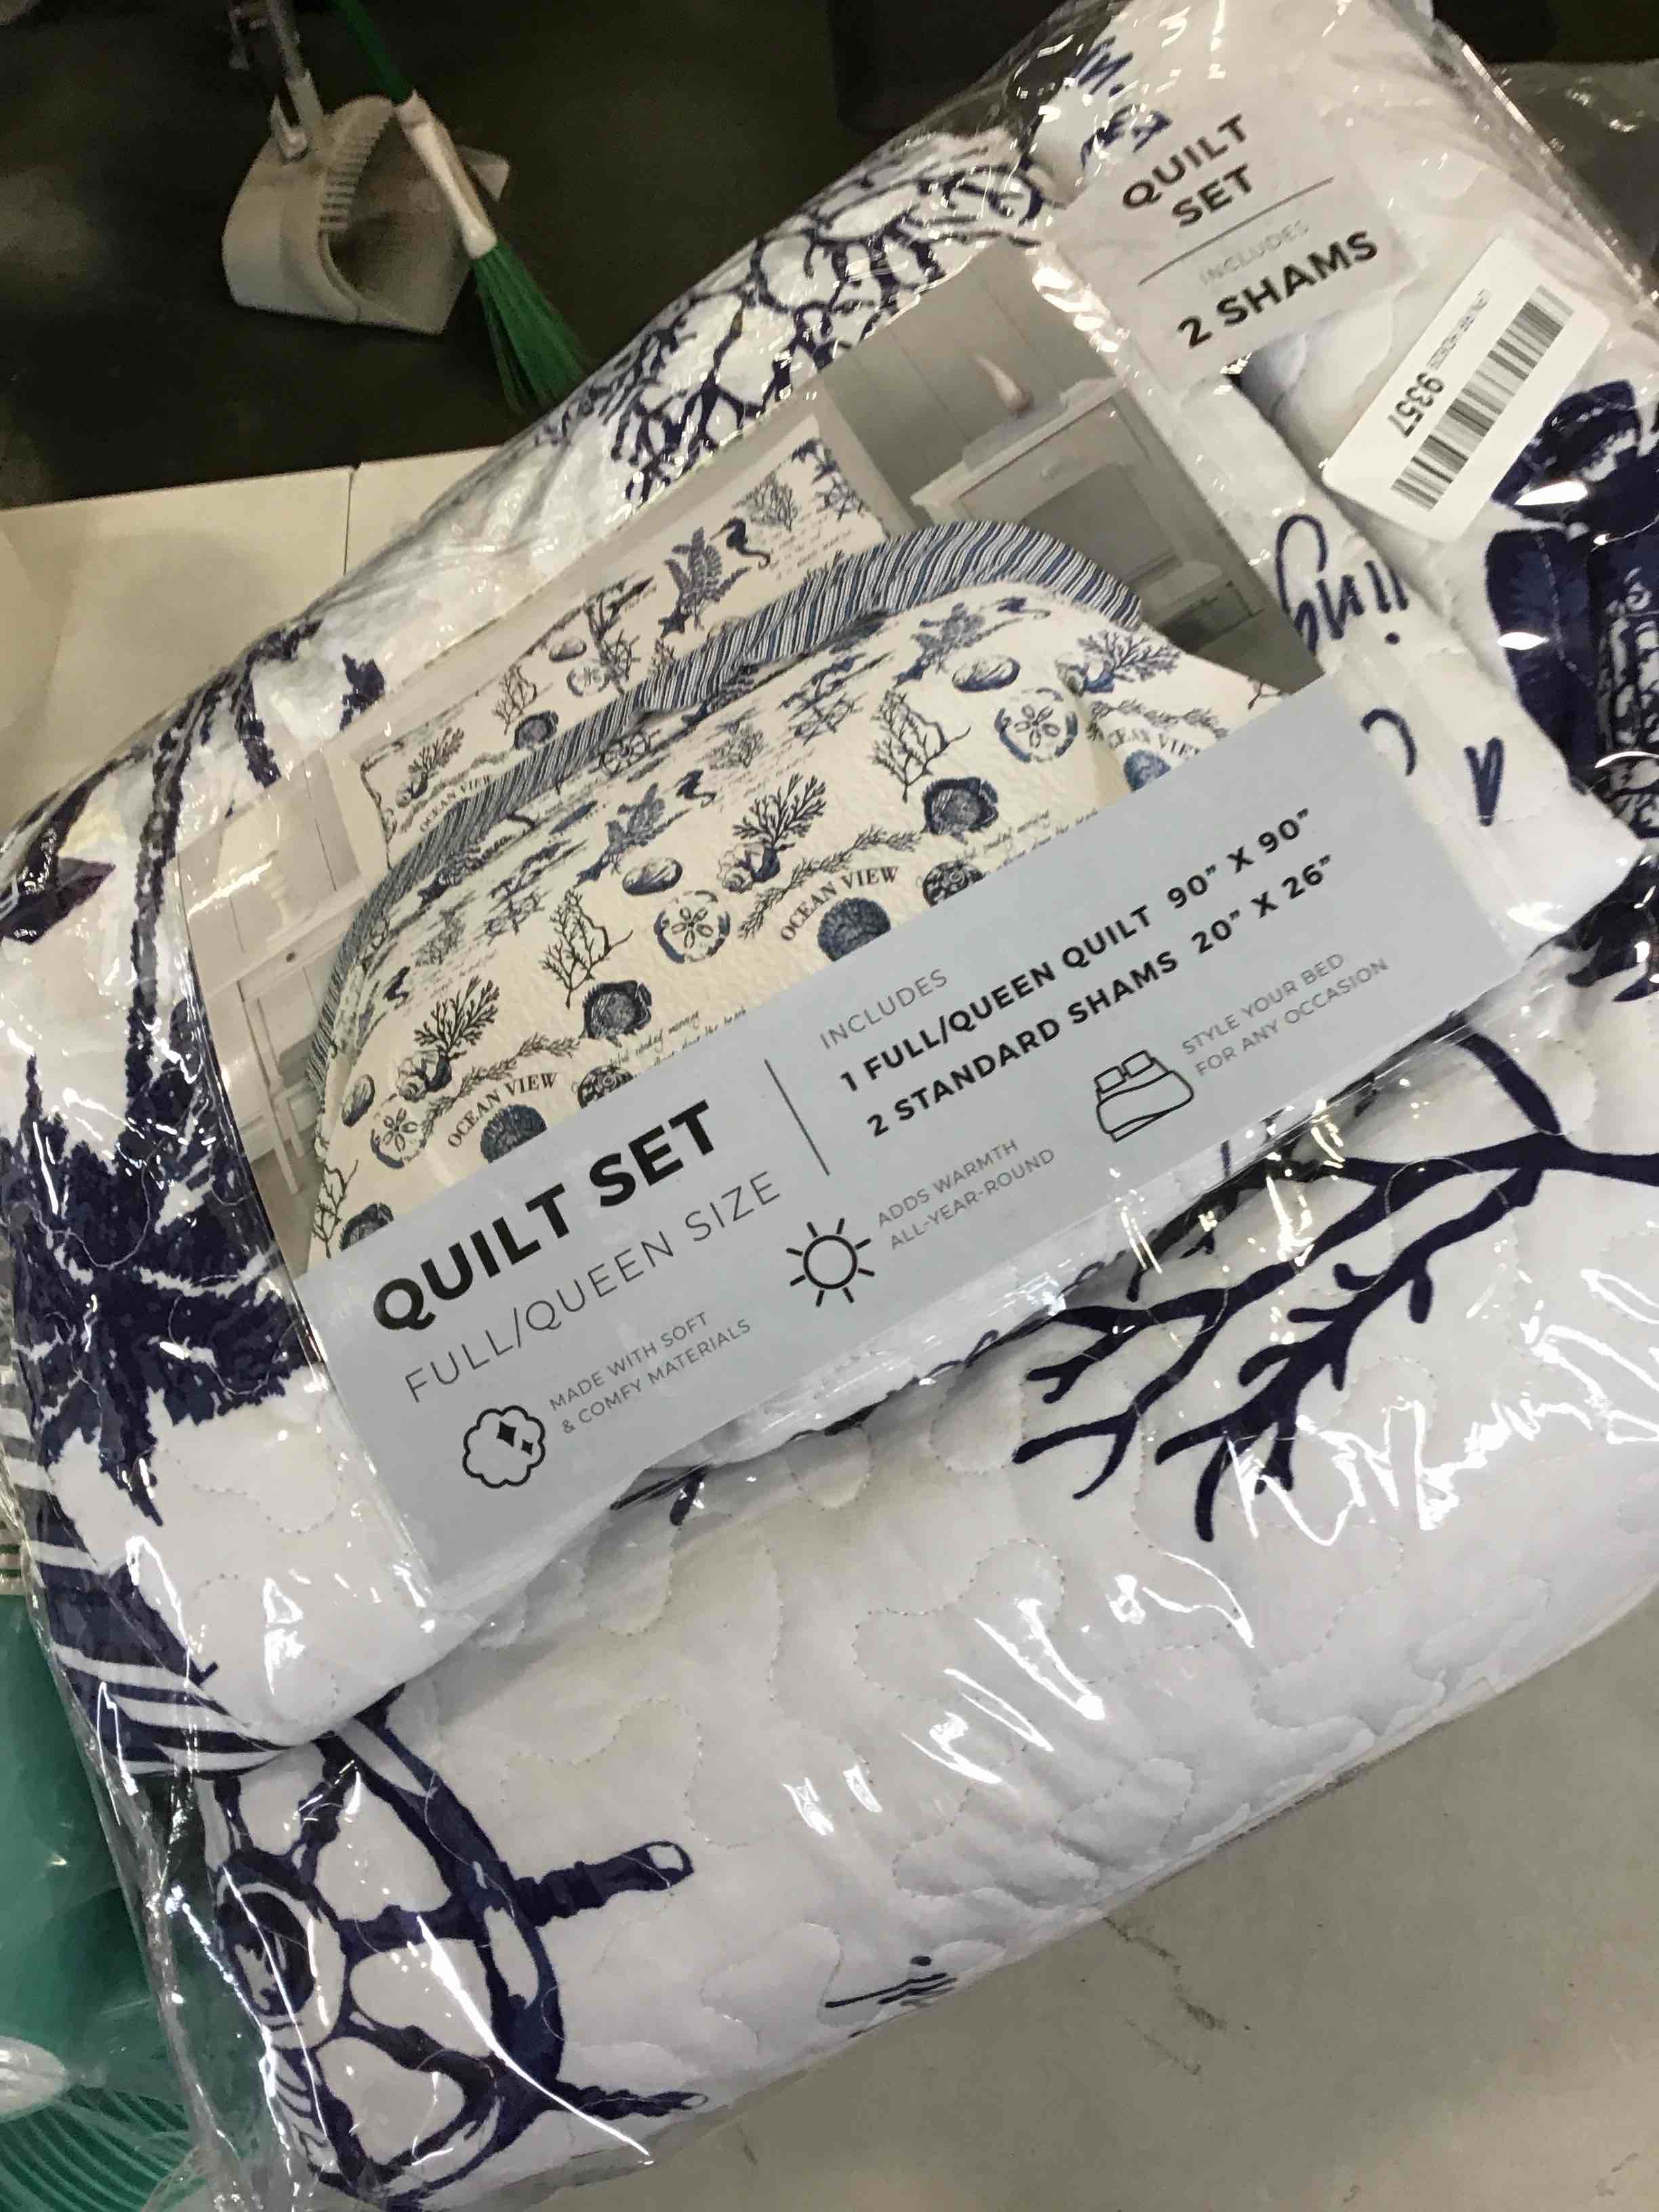 QUILT
SET
INCLUDES
2 SHAMS
9357
OCEAN VIEW
OCEAN VIEW
OCEAN VIEW
QUILT SET
FULL/QUEEN SIZE
INCLUDES
1 FULL/QUEEN QUILT 90" X 90"
2 STANDARD SHAMS 20" X 26"
MADE WITH SOFT
& COMFY MATERIALS
ADDS WARMTH
ALL-YEAR-ROUND
STYLE YOUR BED
FOR ANY OCCASION